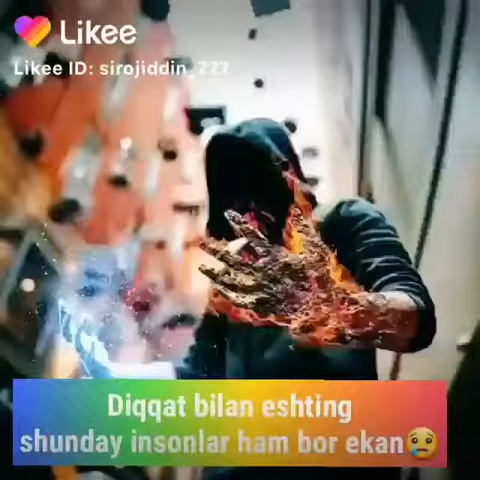 Likee
Likee ID: sirojiddin_777
Diqqat bilan eshting
shunday insonlar ham bor ekan😢